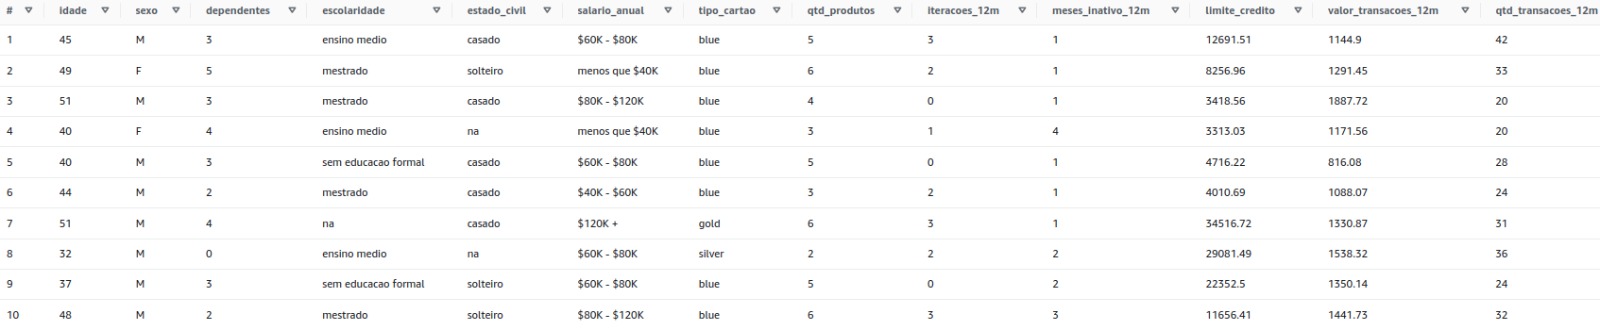 # idade sexo dependentes escolaridade estado_civil salario_anual tipo_cartao qtd_produtos iteracoes_12m meses_inativo_12m limite_credito valor_transacoes_12m qtd_transacoes_12m
1 45 M 3 ensino medio casado $60K - $80K blue 5 3 1 12691.51 1144.9 42
2 49 F 5 mestrado solteiro menos que $40K blue 6 2 1 8256.96 1291.45 33
3 51 M 3 mestrado casado $80K - $120K blue 4 0 1 3418.56 1887.72 20
4 40 F 4 ensino medio na menos que $40K blue 3 1 4 3313.03 1171.56 20
5 40 M 3 sem educacao formal casado $60K - $80K blue 5 0 1 4716.22 816.08 28
6 44 M 2 mestrado casado $40K - $60K blue 3 2 1 4010.69 1088.07 24
7 51 M 4 na casado $120K + gold 6 3 1 34516.72 1330.87 31
8 32 M 0 ensino medio na $60K - $80K silver 2 2 2 29081.49 1538.32 36
9 37 M 3 sem educacao formal solteiro $60K - $80K blue 5 0 2 22352.5 1350.14 24
10 48 M 2 mestrado solteiro $80K - $120K blue 6 3 3 11656.41 1441.73 32